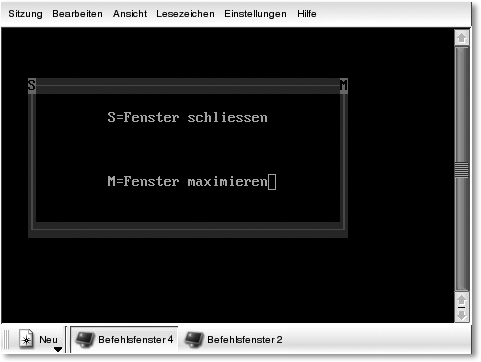 Sitzung Bearbeiten Ansicht Lesezeichen Einstellungen Hilfe
S M
S=Fenster schliessen
M=Fenster maximieren
Neu Befehlsfenster 4 Befehlsfenster 2